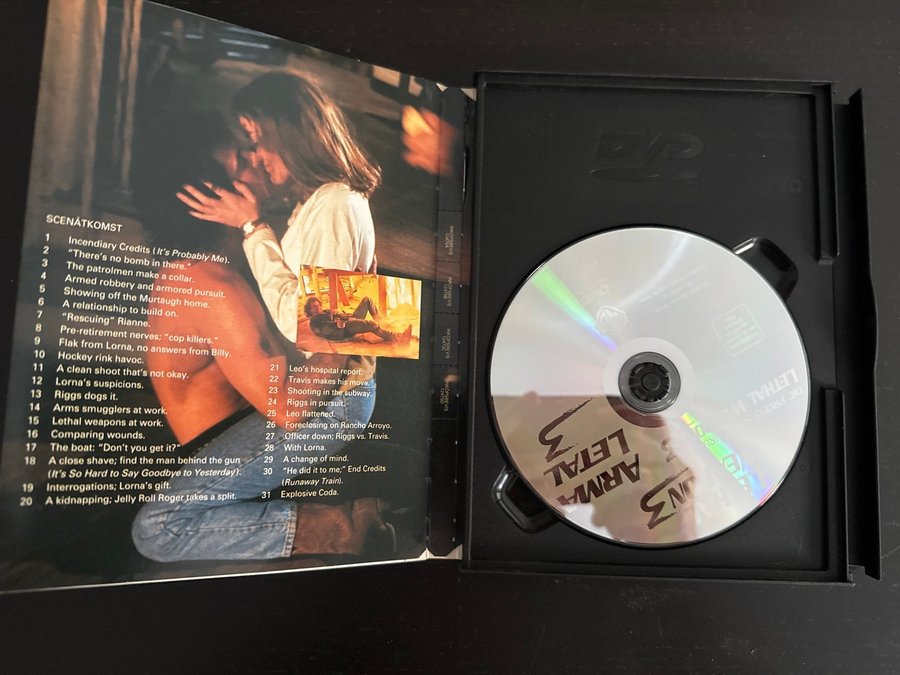 SCENÅTKOMST
1 Incendiary Credits (It's Probably Me).
2 "There's no bomb in there."
3 The patrolmen make a collar.
4 Armed robbery and armored pursuit.
5 Showing off the Murtaugh home.
6 A relationship to build on.
7 "Rescuing" Rianne.
8 Pre-retirement nerves; "cop killers."
9 Flak from Lorna, no answers from Billy.
10 Hockey rink havoc.
11 A clean shoot that's not okay.
12 Lorna's suspicions.
13 Riggs dogs it.
14 Arms smugglers at work.
15 Lethal weapons at work.
16 Comparing wounds.
17 The boat: "Don't you get it?"
18 A close shave; find the man behind the gun
(It's So Hard to Say Goodbye to Yesterday).
19 Interrogations; Lorna's gift.
20 A kidnapping; Jelly Roll Roger takes a split.
21 Leo's hospital report.
22 Travis makes his move.
23 Shooting in the subway.
24 Riggs in pursuit.
25 Leo flattened.
26 Foreclosing on Rancho Arroyo.
27 Officer down; Riggs vs. Travis.
28 With Lorna.
29 A change of mind.
30 "He did it to me;" End Credits
(Runaway Train).
31 Explosive Coda.
DVD
LETHAL
ARMA
LETAL
3
3